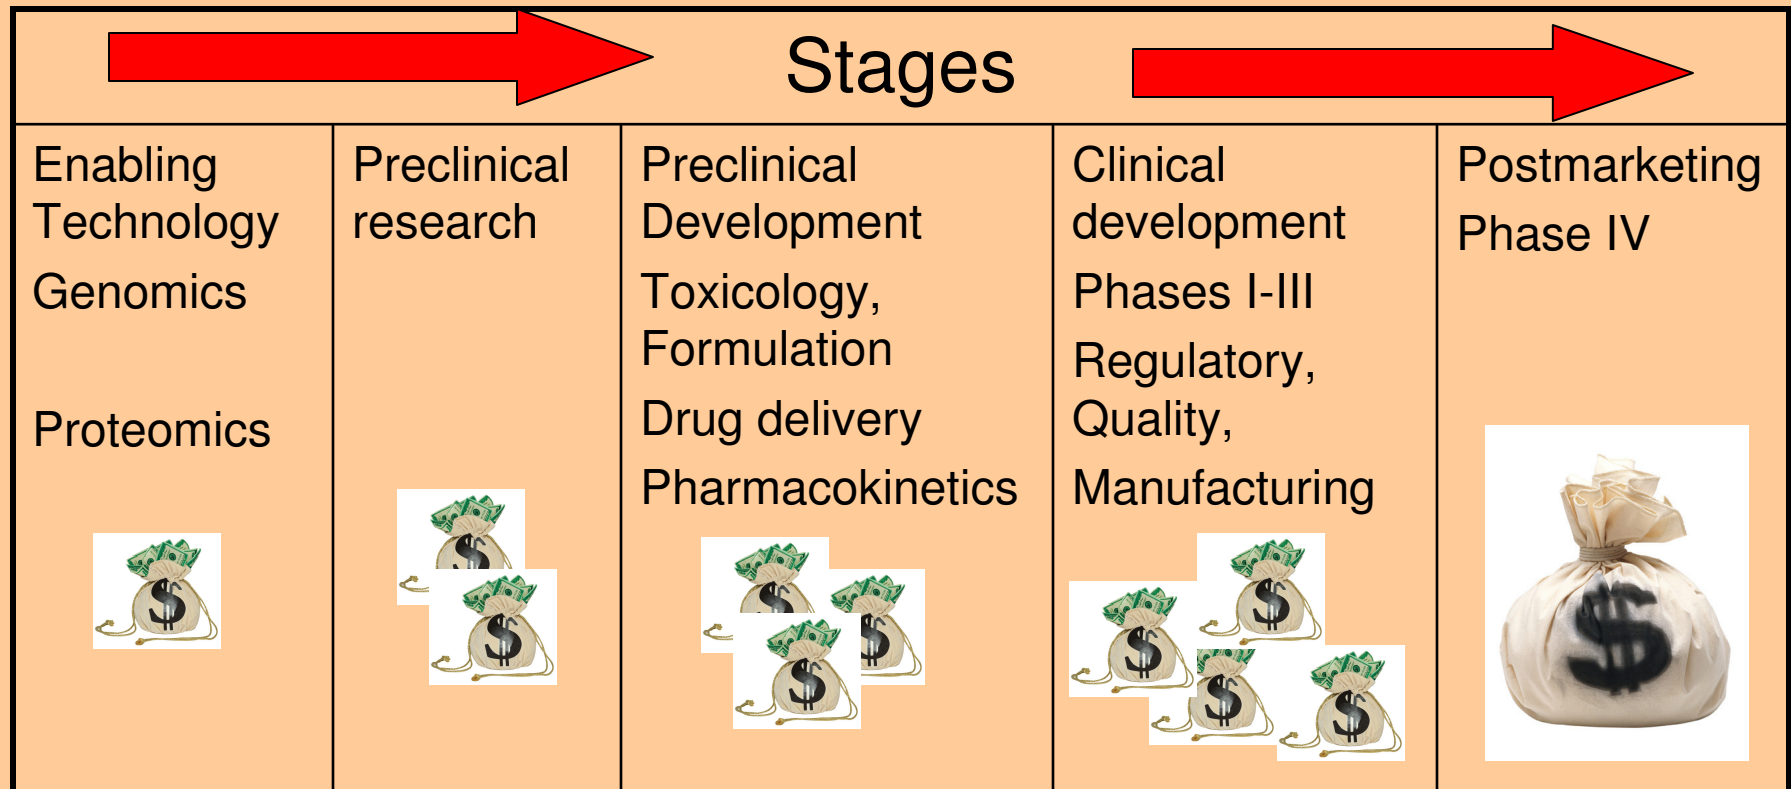 Stages
Enabling
Technology
Genomics
Proteomics
Preclinical
research
Preclinical
Development
Toxicology,
Formulation
Drug delivery
Pharmacokinetics
Clinical
development
Phases I-III
Regulatory,
Quality,
Manufacturing
Postmarketing
Phase IV
$
$
$
$
$
$
$
$
$
$
$